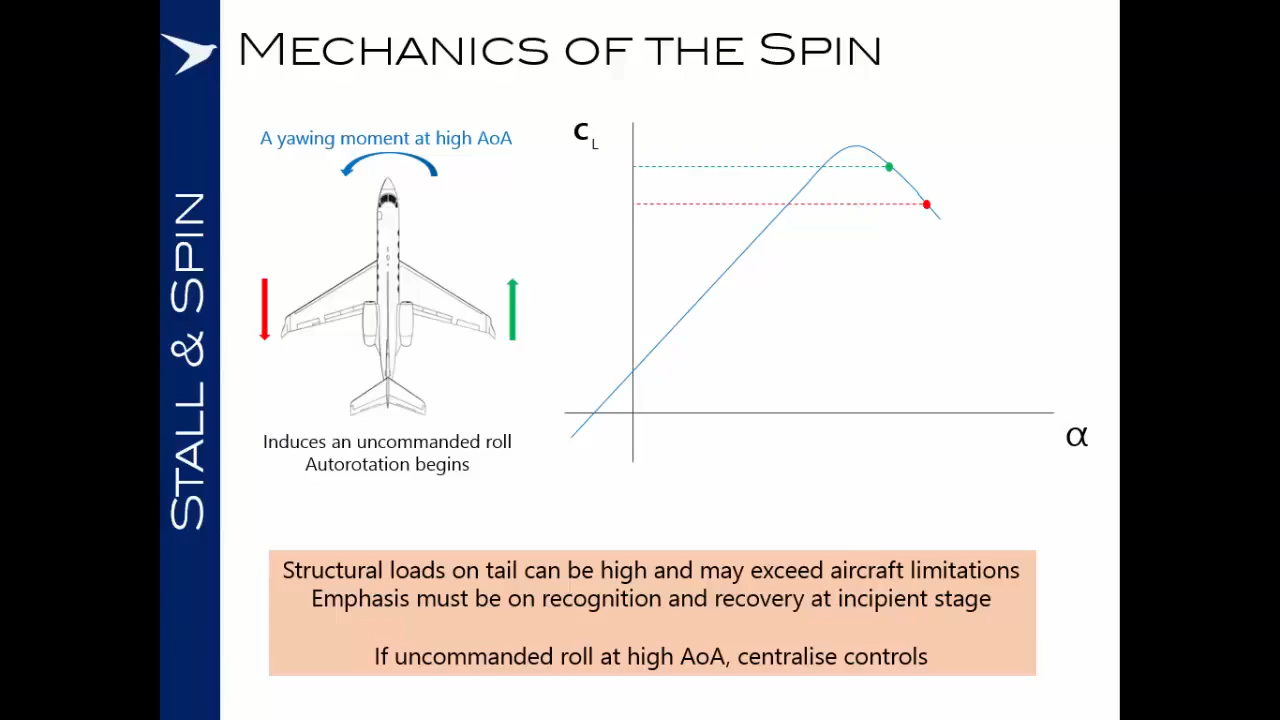 MECHANICS OF THE SPIN
STALL & SPIN
A yawing moment at high AoA
Induces an uncommanded roll
Autorotation begins
CL
α
Structural loads on tail can be high and may exceed aircraft limitations
Emphasis must be on recognition and recovery at incipient stage
If uncommanded roll at high AoA, centralise controls